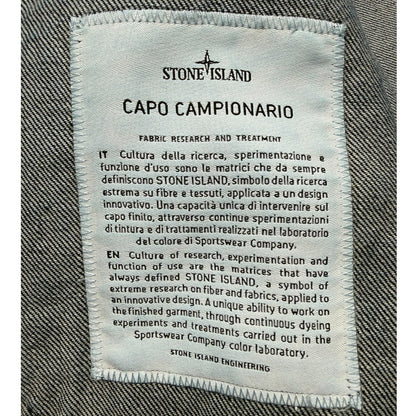 STONE ISLAND
CAPO CAMPIONARIO
FABRIC RESEARCH AND TREATMENT
IT Cultura della ricerca, sperimentazione e
funzione d'uso sono le matrici che da sempre
definiscono STONE ISLAND, simbolo della ricerca
estrema su fibre e tessuti, applicata a un design
innovativo. Una capacità unica di intervenire sul
capo finito, attraverso continue sperimentazioni
di tintura e di trattamenti realizzati nel laboratorio
del colore di Sportswear Company.
EN Culture of research, experimentation and
function of use are the matrices that have
always defined STONE ISLAND, a symbol of
extreme research on fiber and fabrics, applied to
an innovative design. A unique ability to work on
the finished garment, through continuous dyeing
experiments and treatments carried out in the
Sportswear Company color laboratory.
STONE ISLAND ENGINEERING